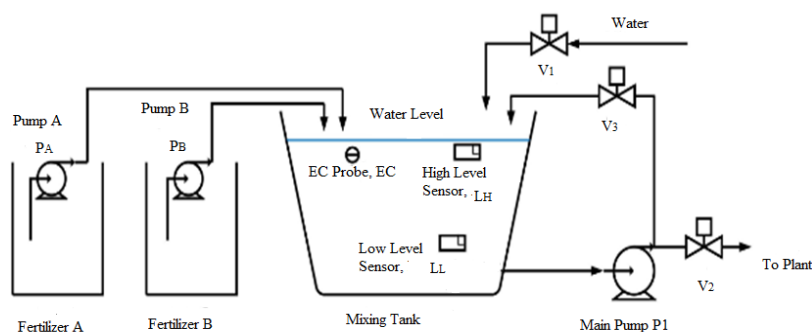 Water
V1
Pump B
Water Level
Pump A
V3
PA
PB
EC Probe, EC
High Level
Sensor, LH
Low Level
Sensor, LL
To Plant
V2
Fertilizer A
Fertilizer B
Mixing Tank
Main Pump P1